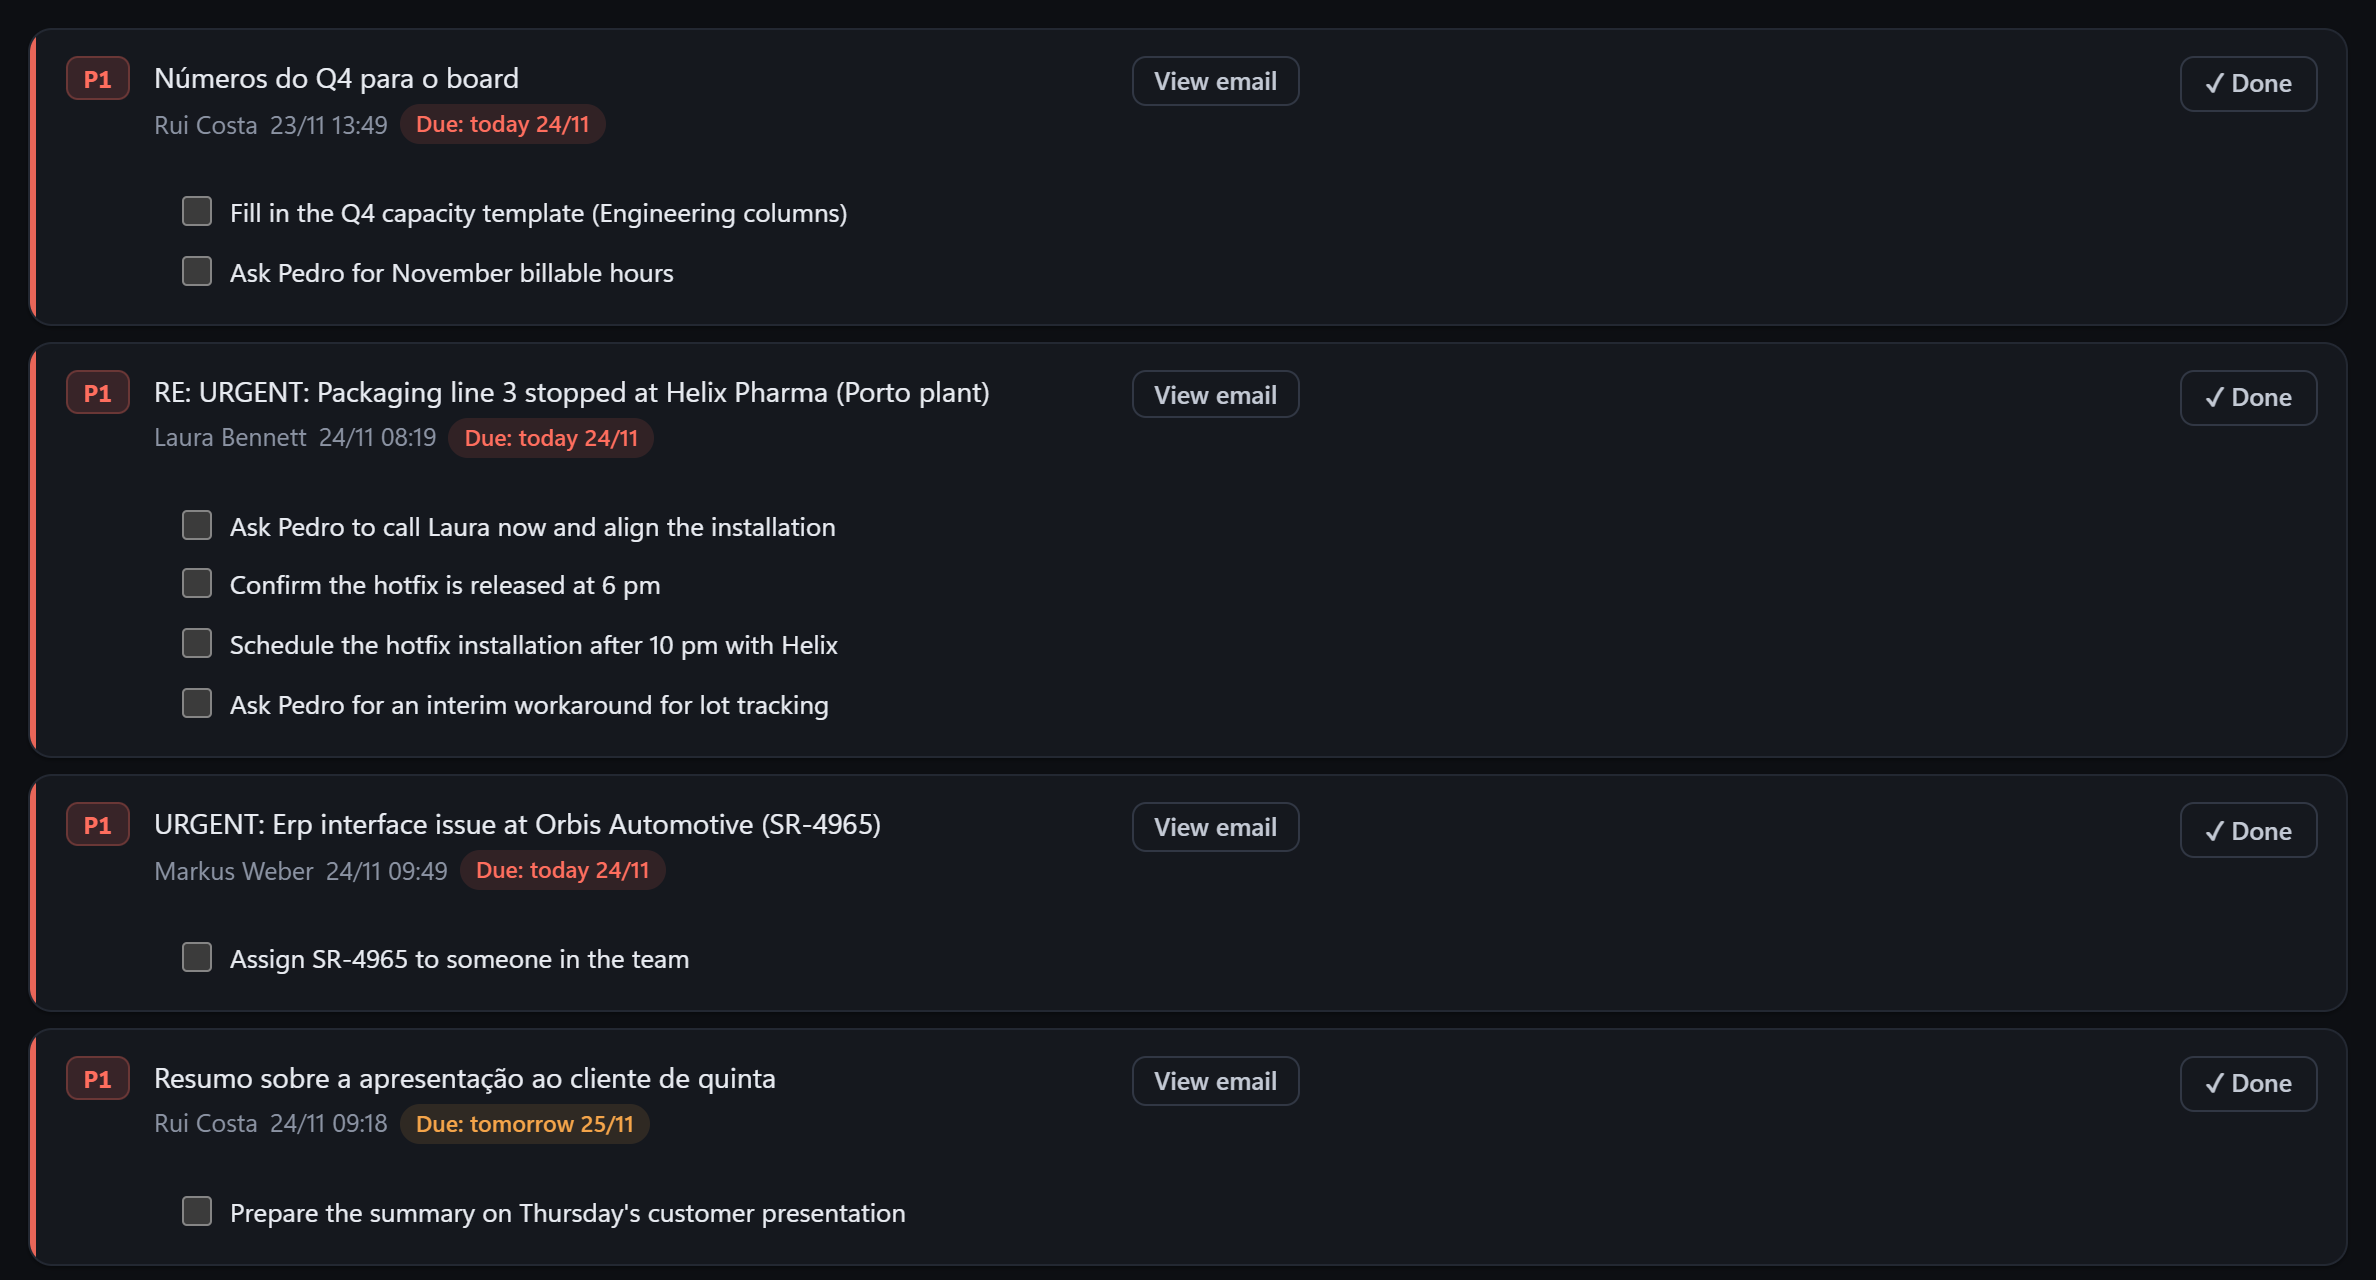 P1 Números do Q4 para o board View email ✓ Done
Rui Costa 23/11 13:49 Due: today 24/11
Fill in the Q4 capacity template (Engineering columns)
Ask Pedro for November billable hours
P1 RE: URGENT: Packaging line 3 stopped at Helix Pharma (Porto plant) View email ✓ Done
Laura Bennett 24/11 08:19 Due: today 24/11
Ask Pedro to call Laura now and align the installation
Confirm the hotfix is released at 6 pm
Schedule the hotfix installation after 10 pm with Helix
Ask Pedro for an interim workaround for lot tracking
P1 URGENT: Erp interface issue at Orbis Automotive (SR-4965) View email ✓ Done
Markus Weber 24/11 09:49 Due: today 24/11
Assign SR-4965 to someone in the team
P1 Resumo sobre a apresentação ao cliente de quinta View email ✓ Done
Rui Costa 24/11 09:18 Due: tomorrow 25/11
Prepare the summary on Thursday's customer presentation